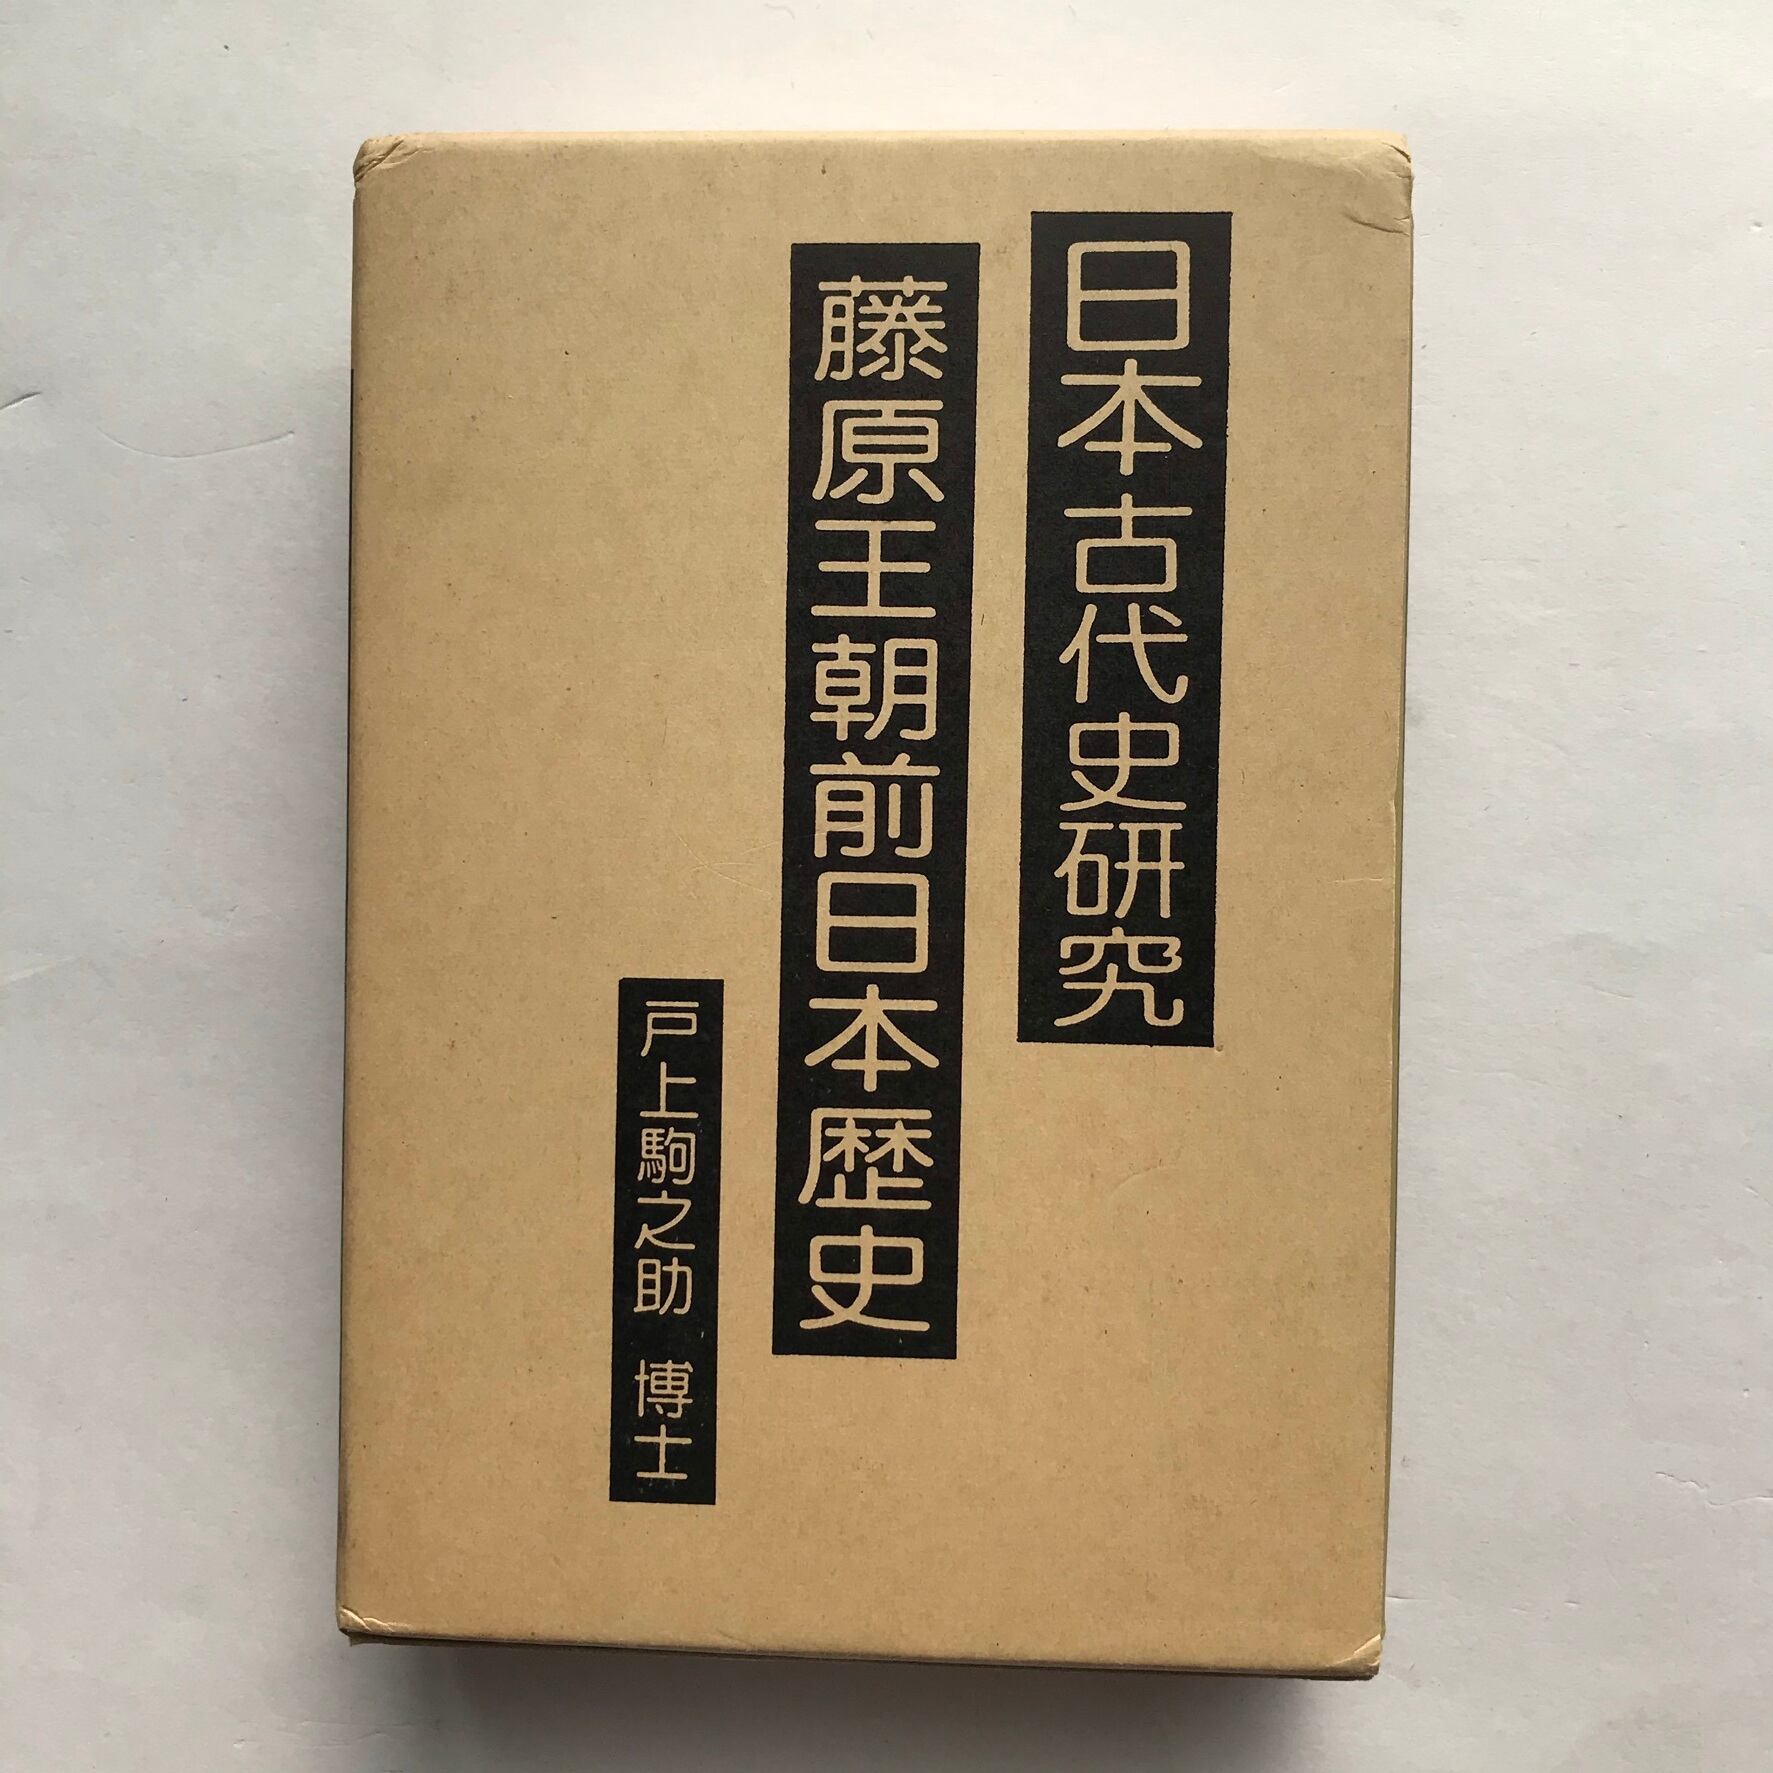 日本古代史研究
藤原王朝前日本歴史
戸上駒之助 博士